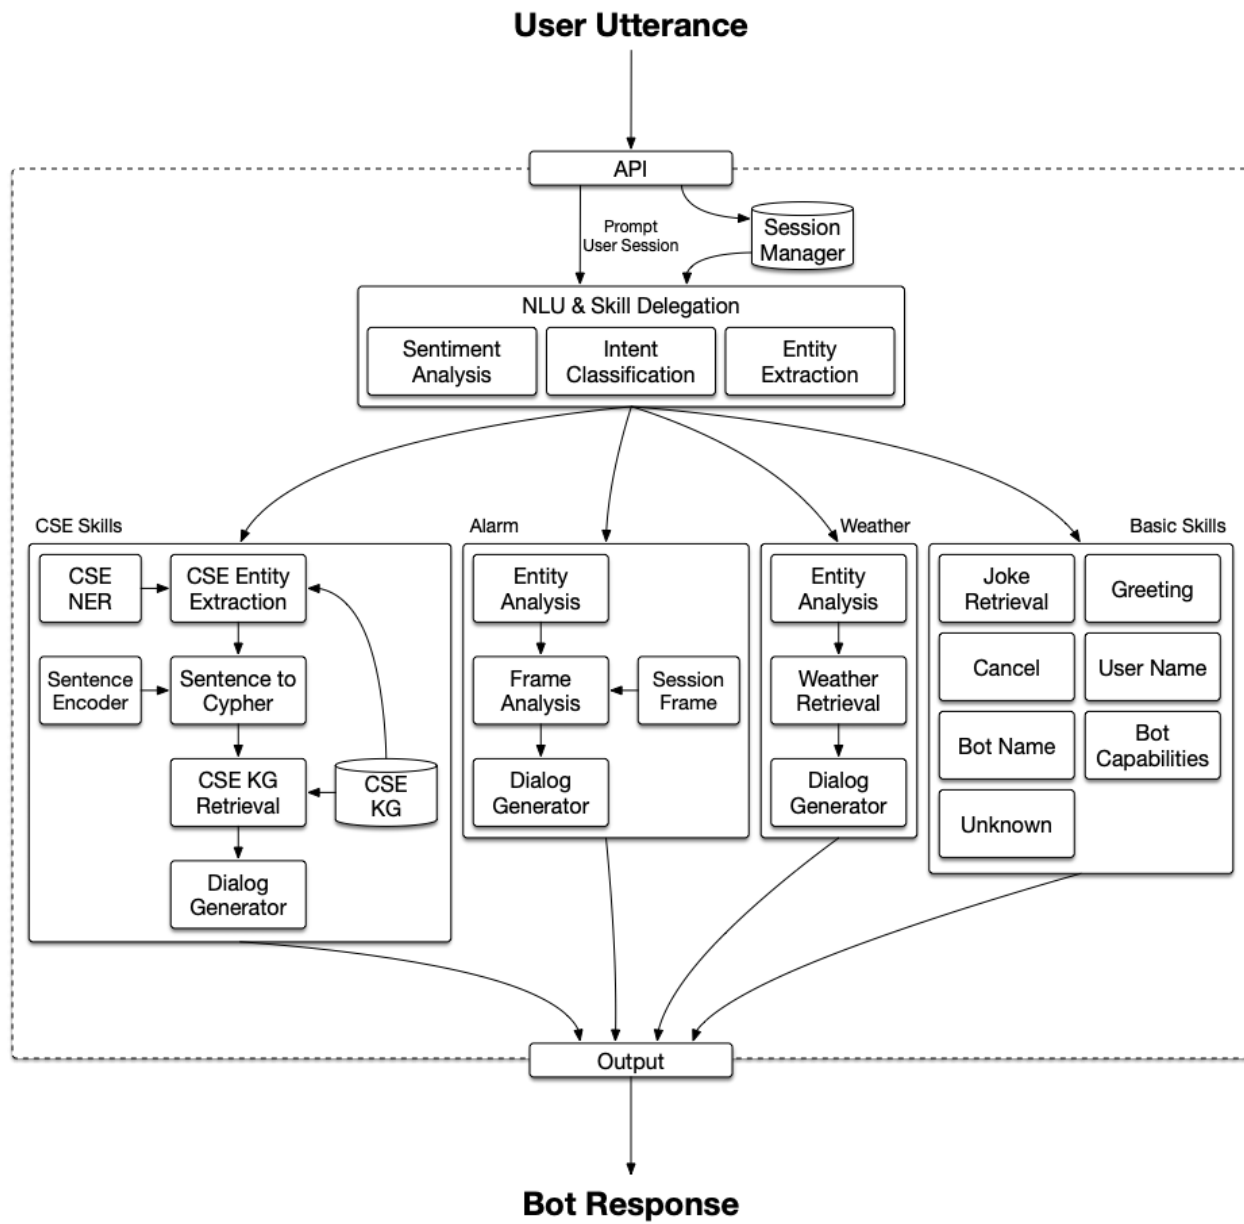 User Utterance
API
Prompt
User Session
Session
Manager
NLU & Skill Delegation
Sentiment
Analysis
Intent
Classification
Entity
Extraction
CSE Skills
CSE
NER
CSE Entity
Extraction
Sentence
Encoder
Sentence to
Cypher
CSE KG
Retrieval
CSE
KG
Dialog
Generator
Alarm
Entity
Analysis
Frame
Analysis
Session
Frame
Dialog
Generator
Weather
Entity
Analysis
Weather
Retrieval
Dialog
Generator
Basic Skills
Joke
Retrieval
Greeting
Cancel
User Name
Bot Name
Bot
Capabilities
Unknown
Output
Bot Response